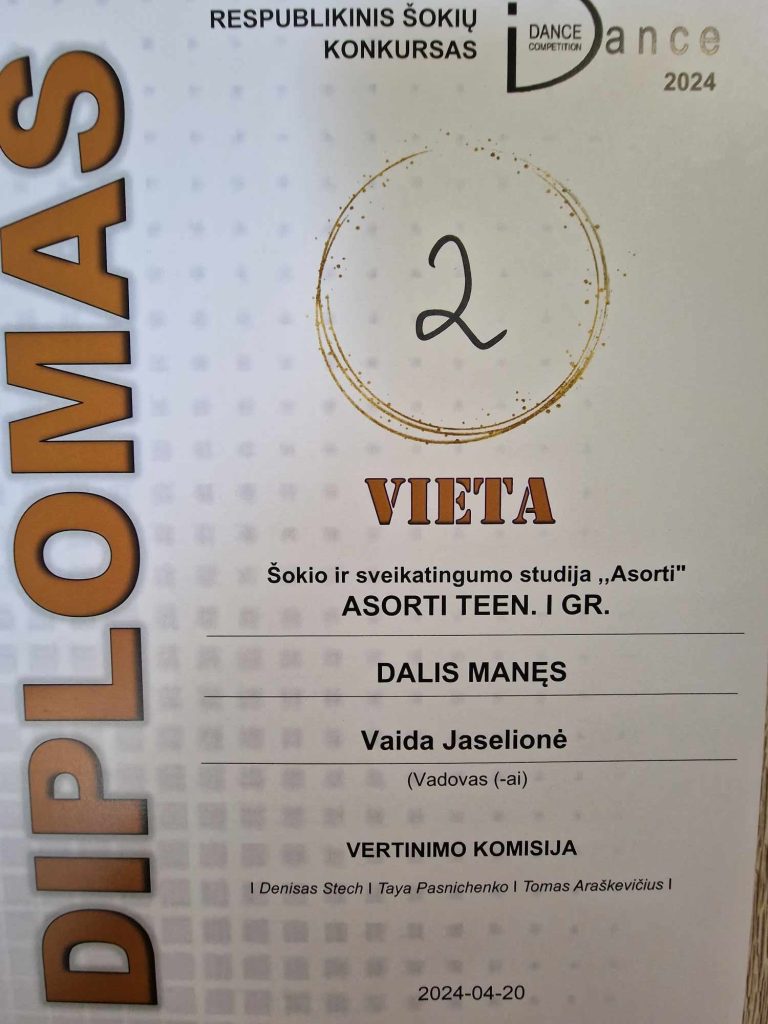 RESPUBLIKINIS ŠOKIŲ
KONKURSAS
iDance
DANCE
COMPETITION
2024
DIPLOMAS
2
VIETA
Šokio ir sveikatingumo studija ,,Asorti"
ASORTI TEEN. I GR.
DALIS MANĘS
Vaida Jaselionė
(Vadovas (-ai)
VERTINIMO KOMISIJA
I Denisas Stech I Taya Pasnichenko I Tomas Araškevičius I
2024-04-20